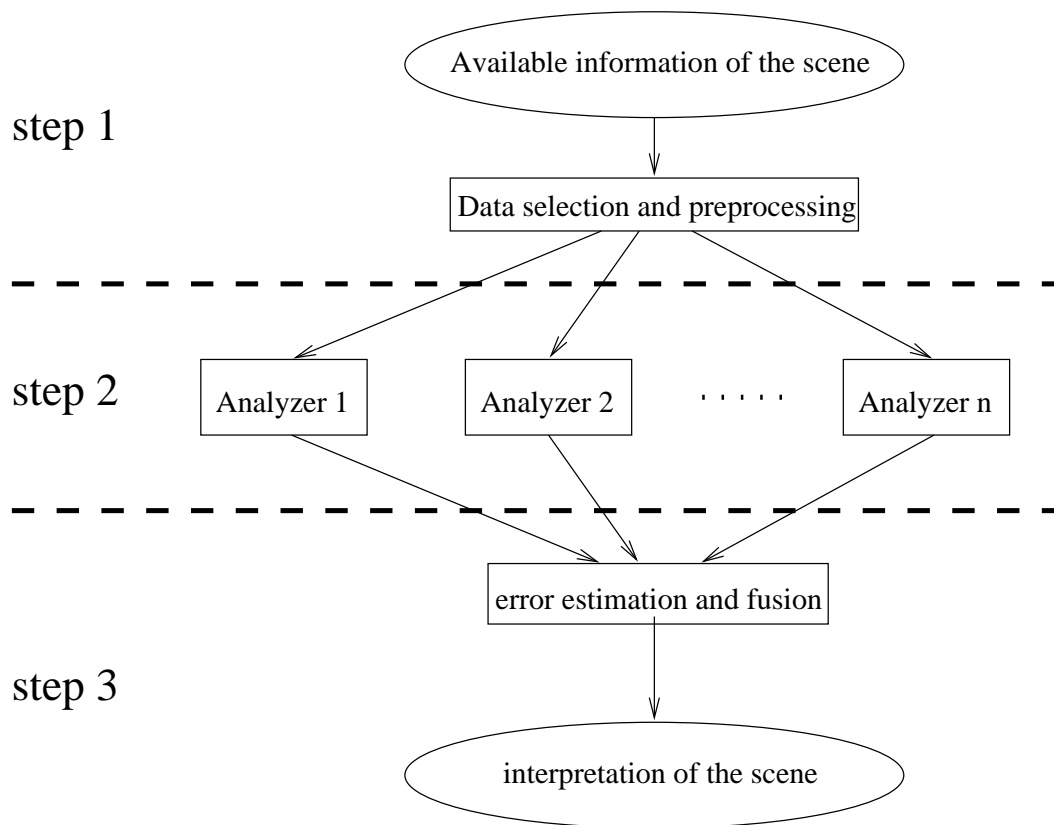 Available information of the scene
step 1
Data selection and preprocessing
step 2
Analyzer 1
Analyzer 2
. . . . .
Analyzer n
error estimation and fusion
step 3
interpretation of the scene